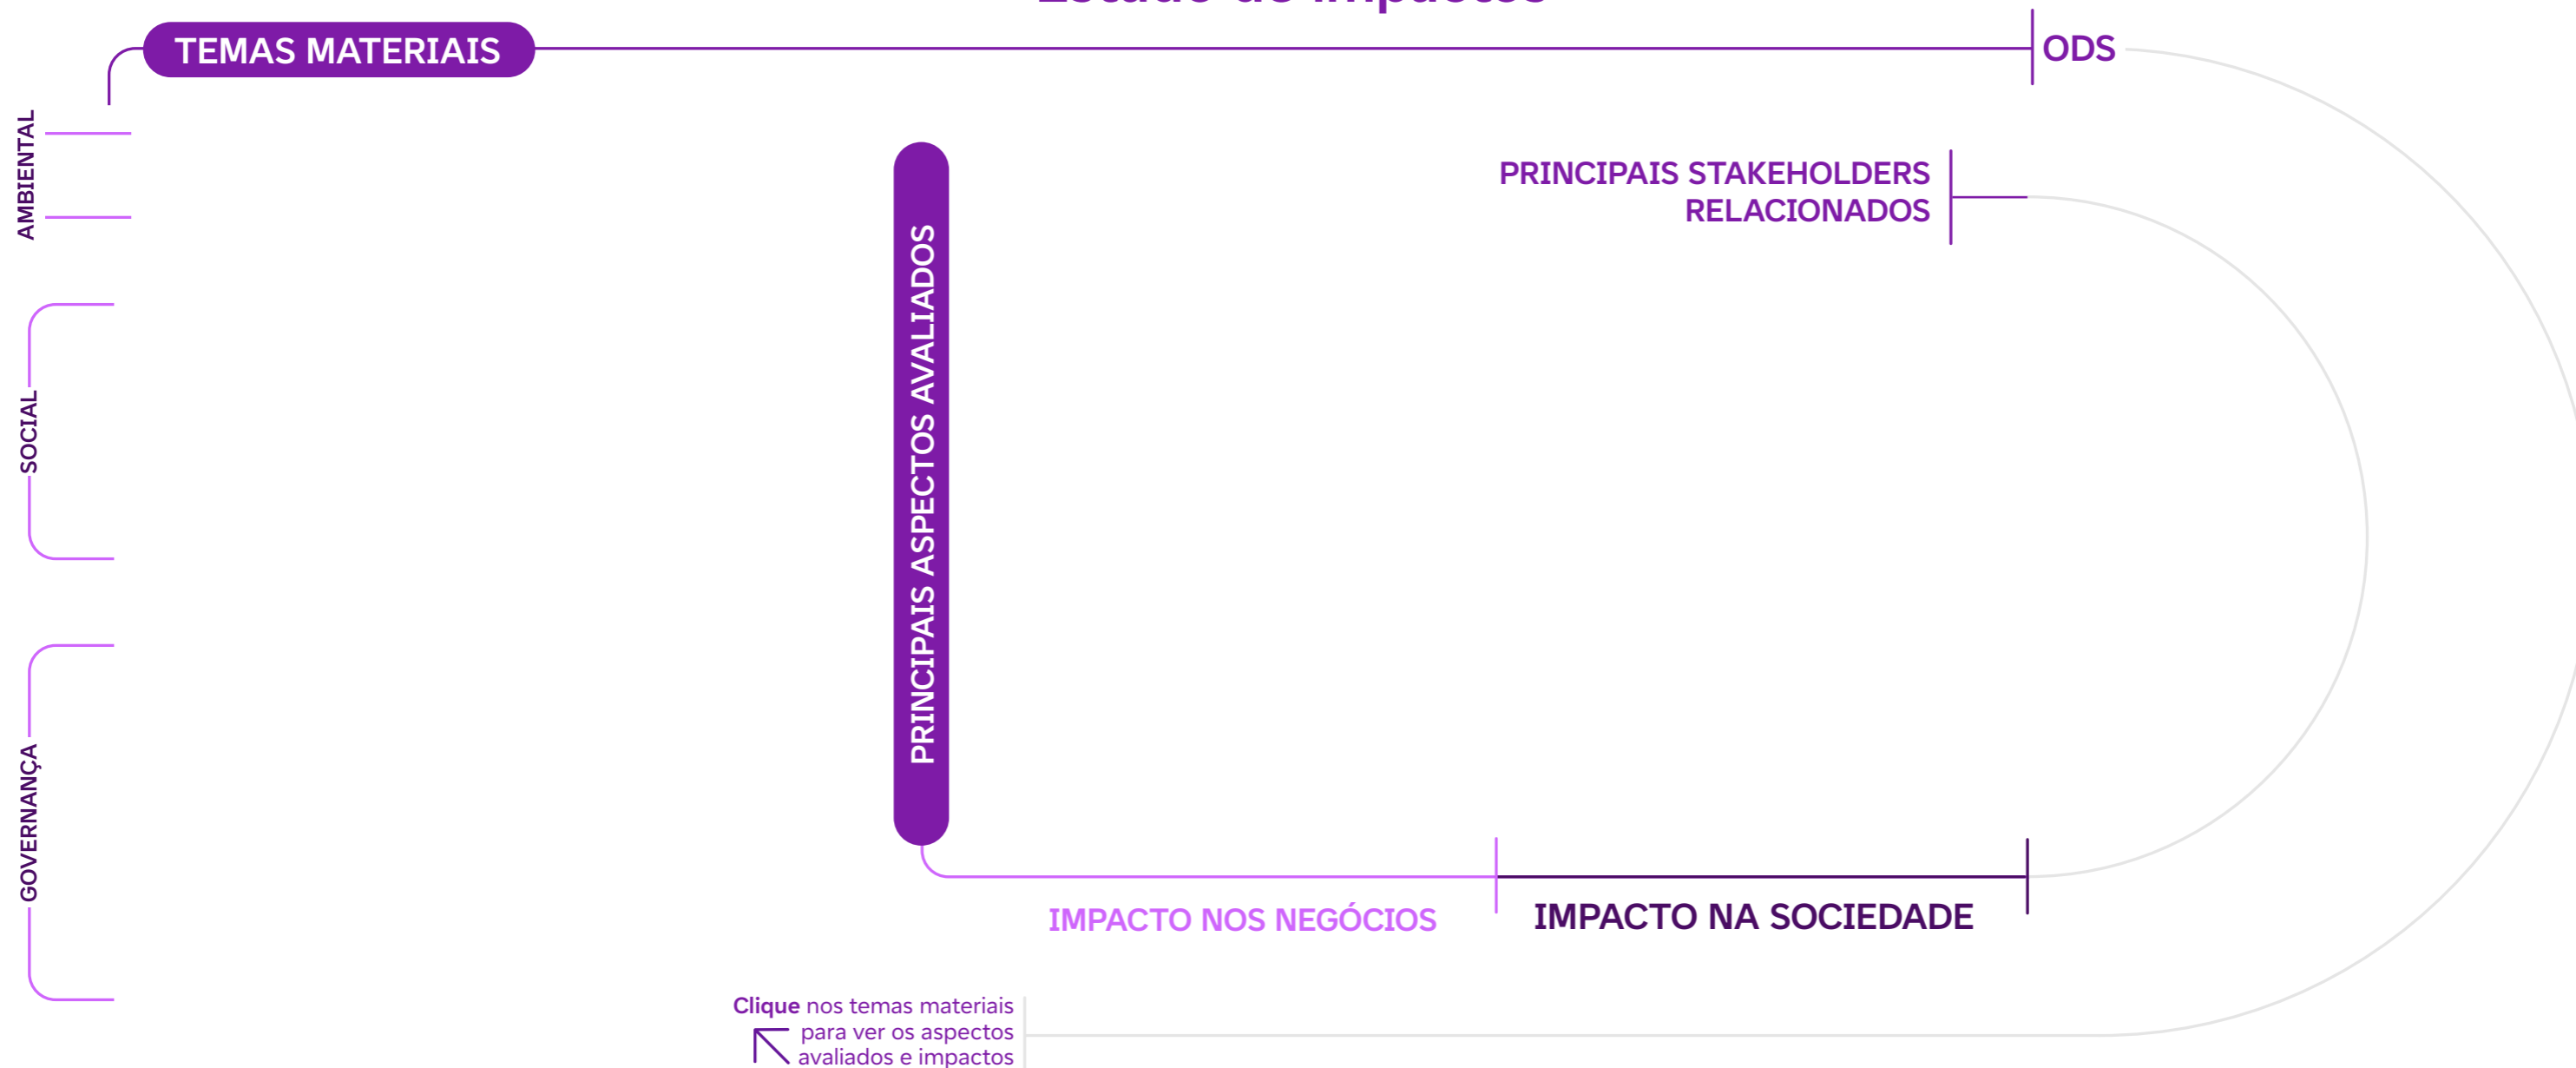 TEMAS MATERIAIS
ODS
AMBIENTAL
PRINCIPAIS STAKEHOLDERS
RELACIONADOS
PRINCIPAIS ASPECTOS AVALIADOS
SOCIAL
GOVERNANÇA
IMPACTO NOS NEGÓCIOS
IMPACTO NA SOCIEDADE
Clique nos temas materiais
para ver os aspectos
avaliados e impactos